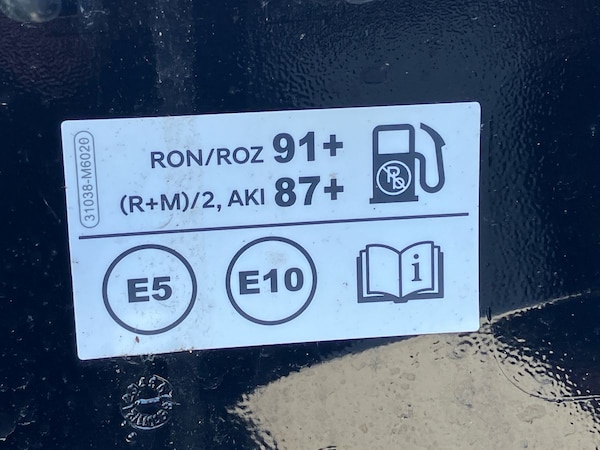 31038-M6020
RON/ROZ 91+
(R+M)/2, AKI 87+
Pb
E5
E10
i